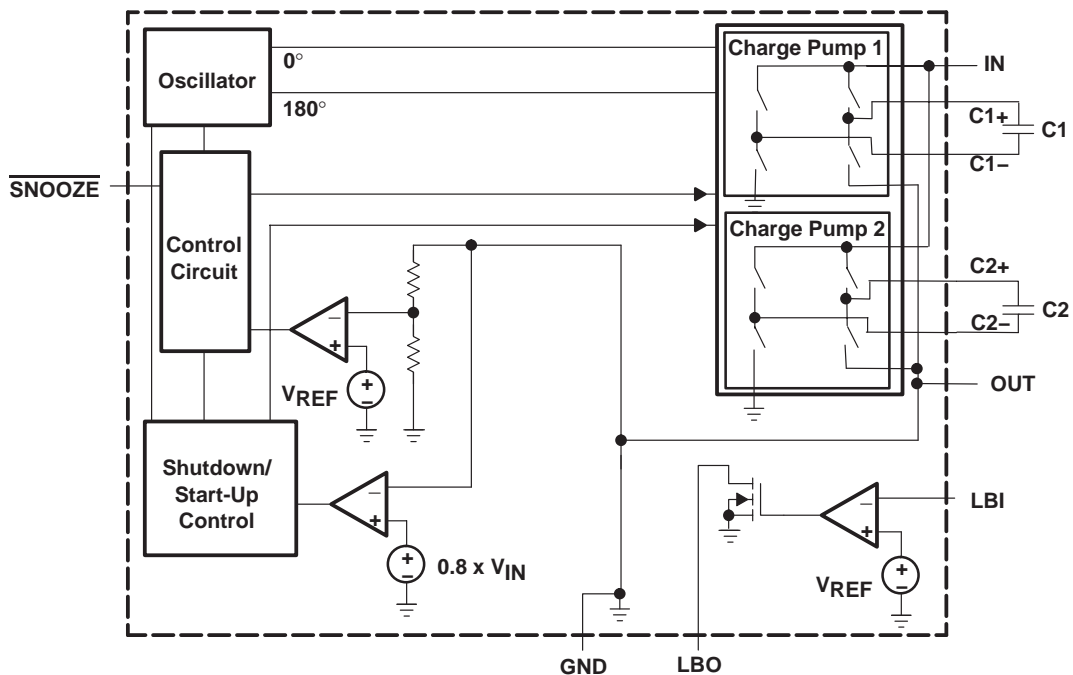 Oscillator
0°
180°
Charge Pump 1
IN
C1+
C1
C1−
SNOOZE
Control
Circuit
Charge Pump 2
C2+
C2
C2−
−
+
+
−
VREF
OUT
Shutdown/
Start-Up
Control
−
+
+
−
0.8 x VIN
−
+
LBI
+
−
VREF
GND
LBO